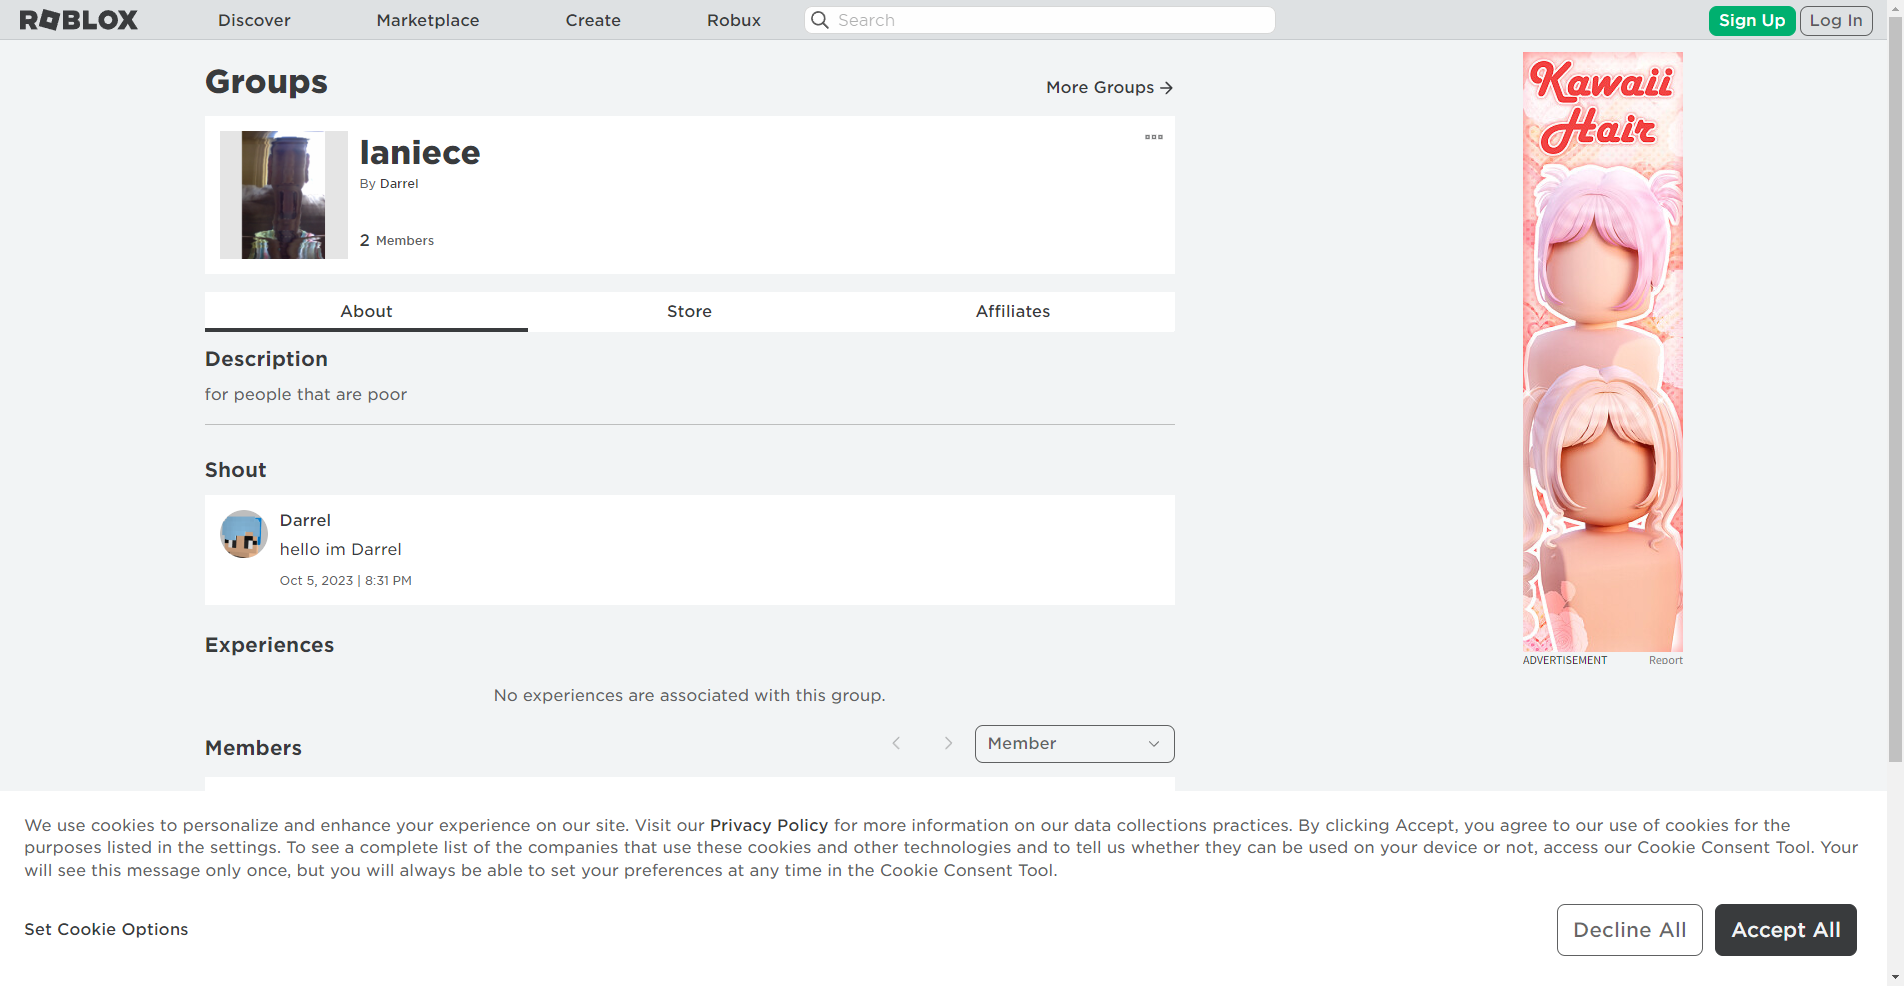 ROBLOX
Discover
Marketplace
Create
Robux
Search
Sign Up
Log In
Groups
More Groups
laniece
By Darrel
2 Members
About
Store
Affiliates
Description
for people that are poor
Shout
Darrel
hello im Darrel
Oct 5, 2023 | 8:31 PM
Experiences
No experiences are associated with this group.
Members
Member
Kawaii
Hair
ADVERTISEMENT
Report
We use cookies to personalize and enhance your experience on our site. Visit our Privacy Policy for more information on our data collections practices. By clicking Accept, you agree to our use of cookies for the
purposes listed in the settings. To see a complete list of the companies that use these cookies and other technologies and to tell us whether they can be used on your device or not, access our Cookie Consent Tool. Your
will see this message only once, but you will always be able to set your preferences at any time in the Cookie Consent Tool.
Set Cookie Options
Decline All
Accept All